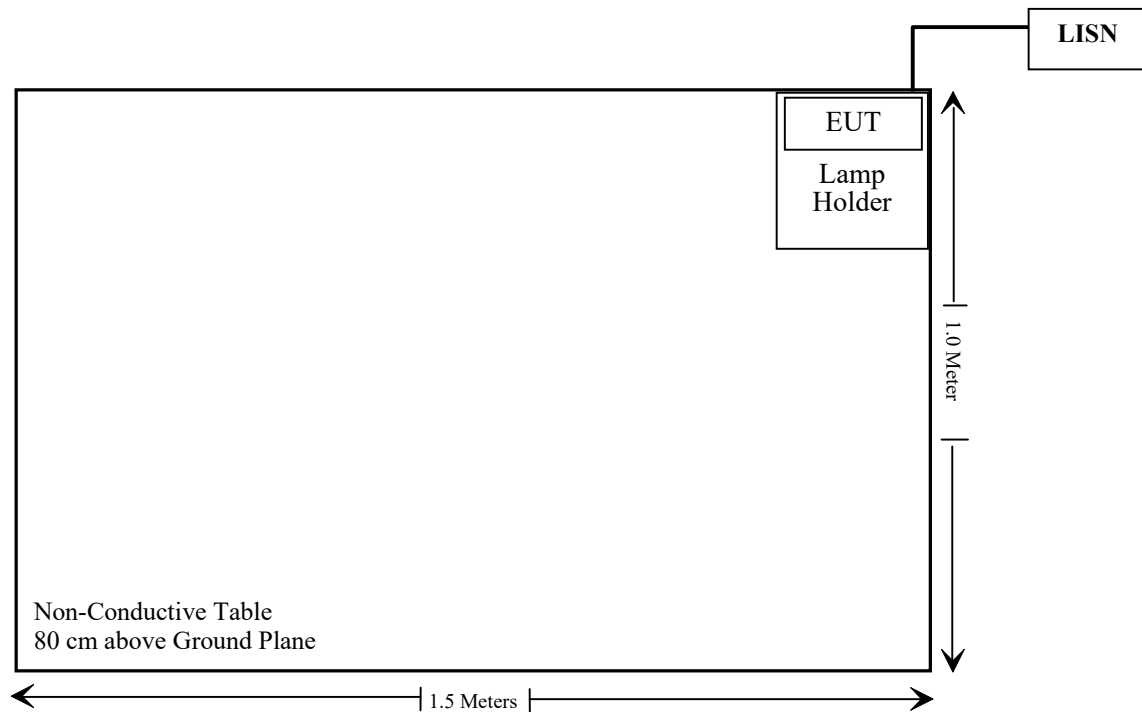 LISN
EUT
Lamp
Holder
1.0 Meter
Non-Conductive Table
80 cm above Ground Plane
1.5 Meters